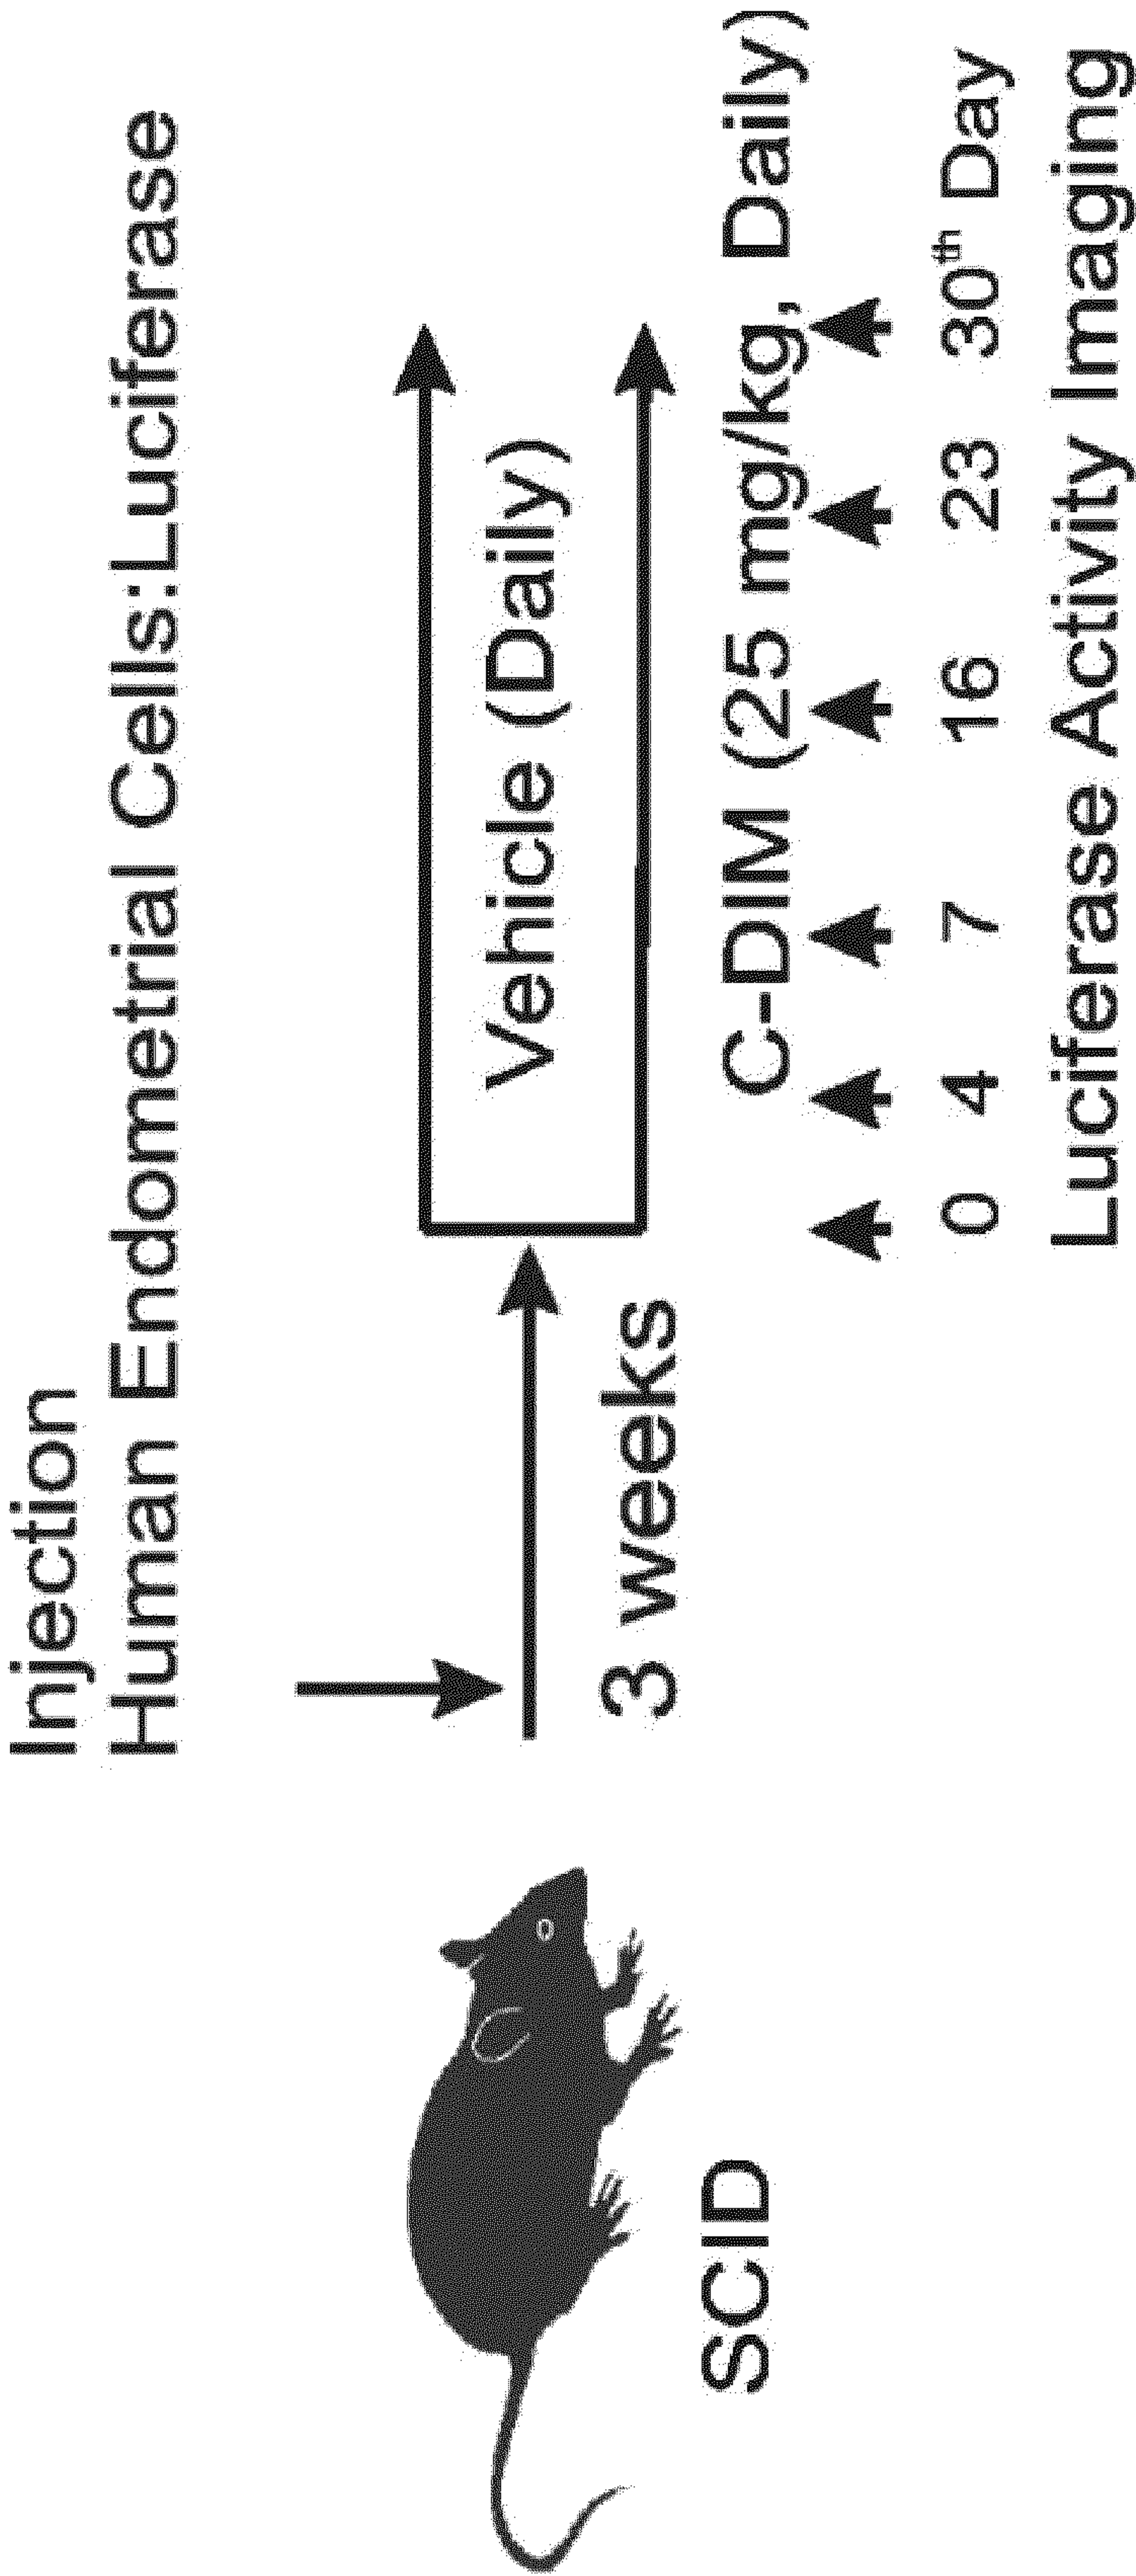 Injection
Human Endometrial Cells:Luciferase
Vehicle (Daily)
3 weeks
SCID
C-DIM (25 mg/kg, Daily)
0 4 7 16 23 30th Day
Luciferase Activity Imaging